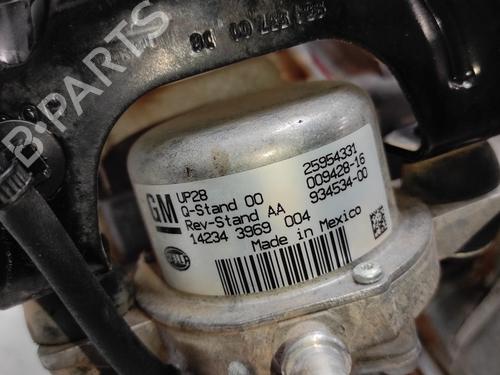 B-PARTS
GM
UP28
Q-Stand 00
Rev-Stand AA
14234 3969 004
25954331
009428-16
934534-00
Made in Mexico